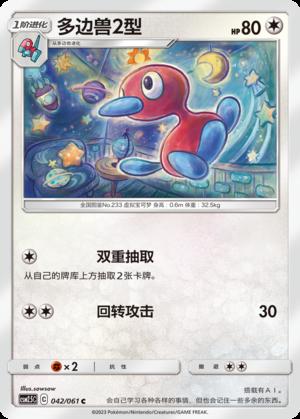 1阶进化
多边兽2型
HP80
从多边兽进化
全国图鉴No.233 虚拟宝可梦 身高：0.6m 体重：32.5kg
双重抽取
从自己的牌库上方抽取2张卡牌。
回转攻击 30
弱点 ×2 抗性 撤退
illus.sowsow
CSM2.5C C 042/061 C
搭载有AI。
会自己学习各种各样的事情，但也会记住一些多余的东西。
©2023 Pokémon/Nintendo/Creatures/GAME FREAK.